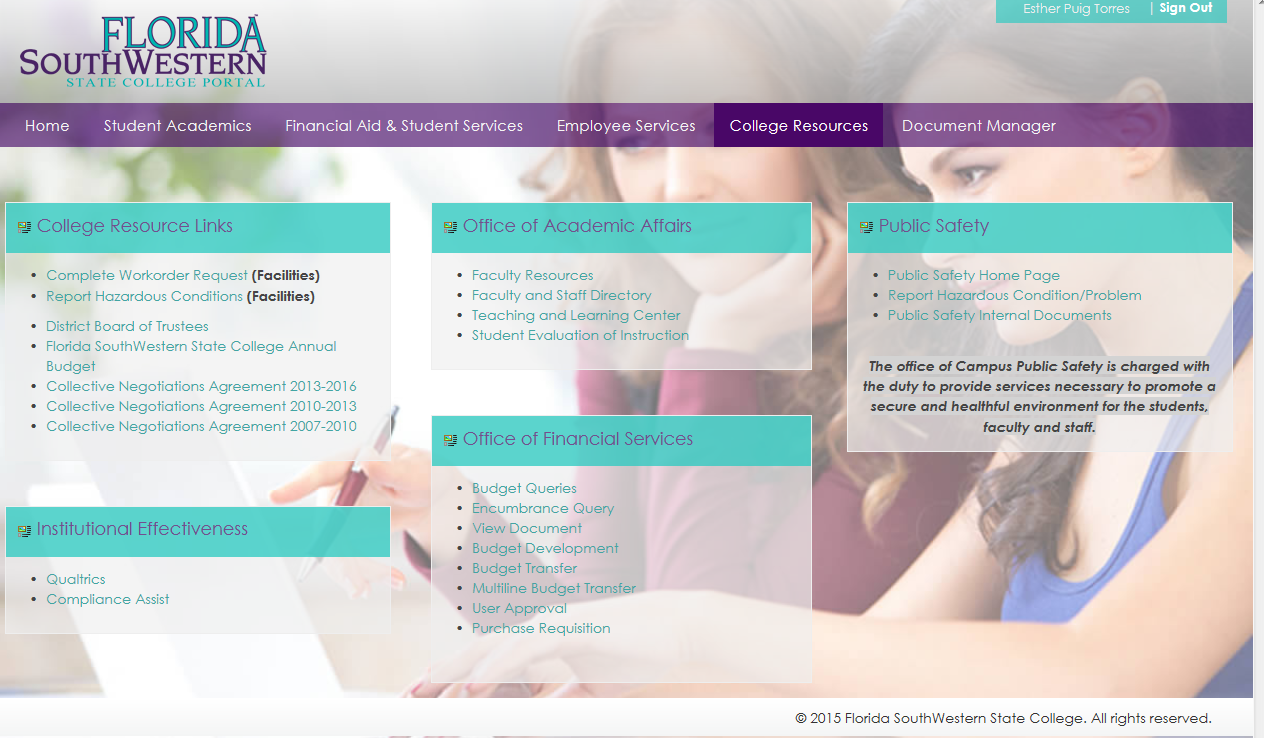 Esther Puig Torres | Sign Out
FLORIDA
SOUTHWESTERN
STATE COLLEGE PORTAL
Home Student Academics Financial Aid & Student Services Employee Services College Resources Document Manager
College Resource Links
Complete Workorder Request (Facilities)
Report Hazardous Conditions (Facilities)
District Board of Trustees
Florida SouthWestern State College Annual
Budget
Collective Negotiations Agreement 2013-2016
Collective Negotiations Agreement 2010-2013
Collective Negotiations Agreement 2007-2010
Institutional Effectiveness
Qualtrics
Compliance Assist
Office of Academic Affairs
Faculty Resources
Faculty and Staff Directory
Teaching and Learning Center
Student Evaluation of Instruction
Office of Financial Services
Budget Queries
Encumbrance Query
View Document
Budget Development
Budget Transfer
Multiline Budget Transfer
User Approval
Purchase Requisition
Public Safety
Public Safety Home Page
Report Hazardous Condition/Problem
Public Safety Internal Documents
The office of Campus Public Safety is charged with
the duty to provide services necessary to promote a
secure and healthful environment for the students,
faculty and staff.
© 2015 Florida SouthWestern State College. All rights reserved.